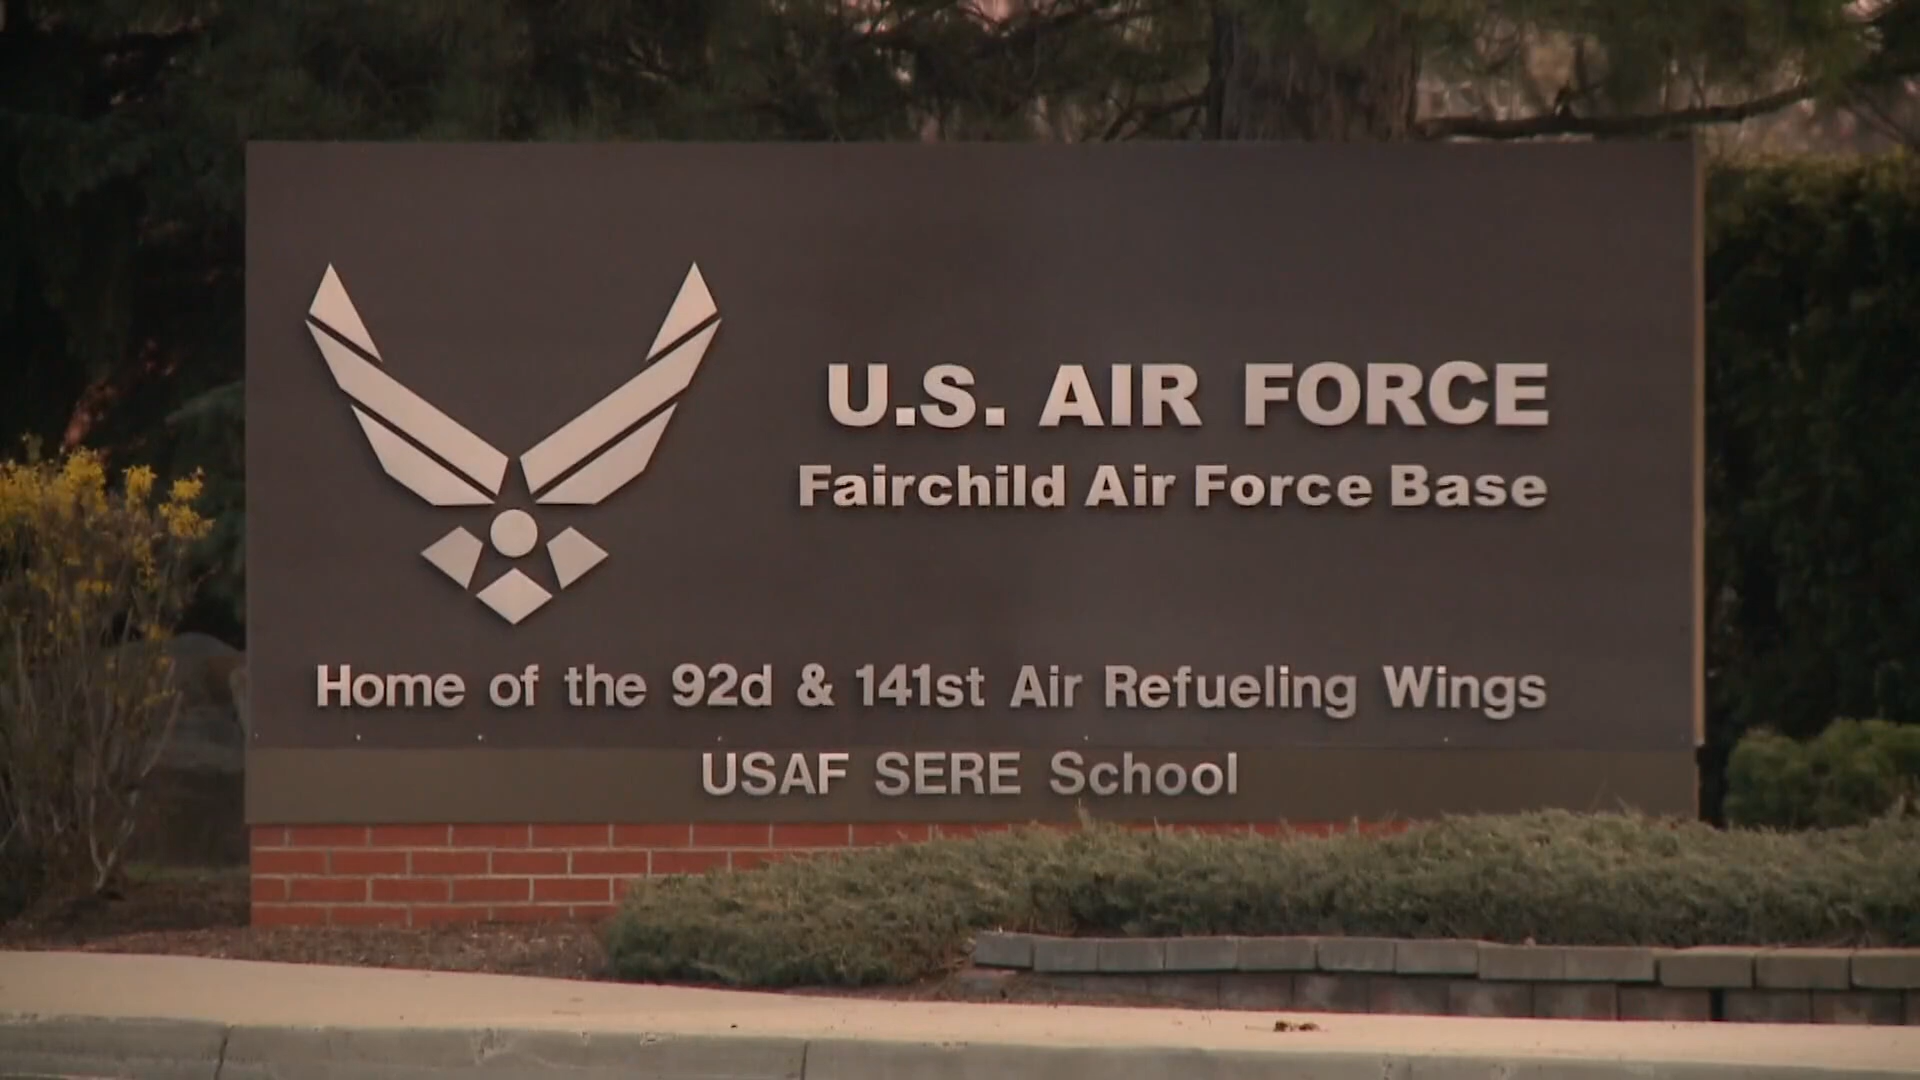 U.S. AIR FORCE
Fairchild Air Force Base
Home of the 92d & 141st Air Refueling Wings
USAF SERE School